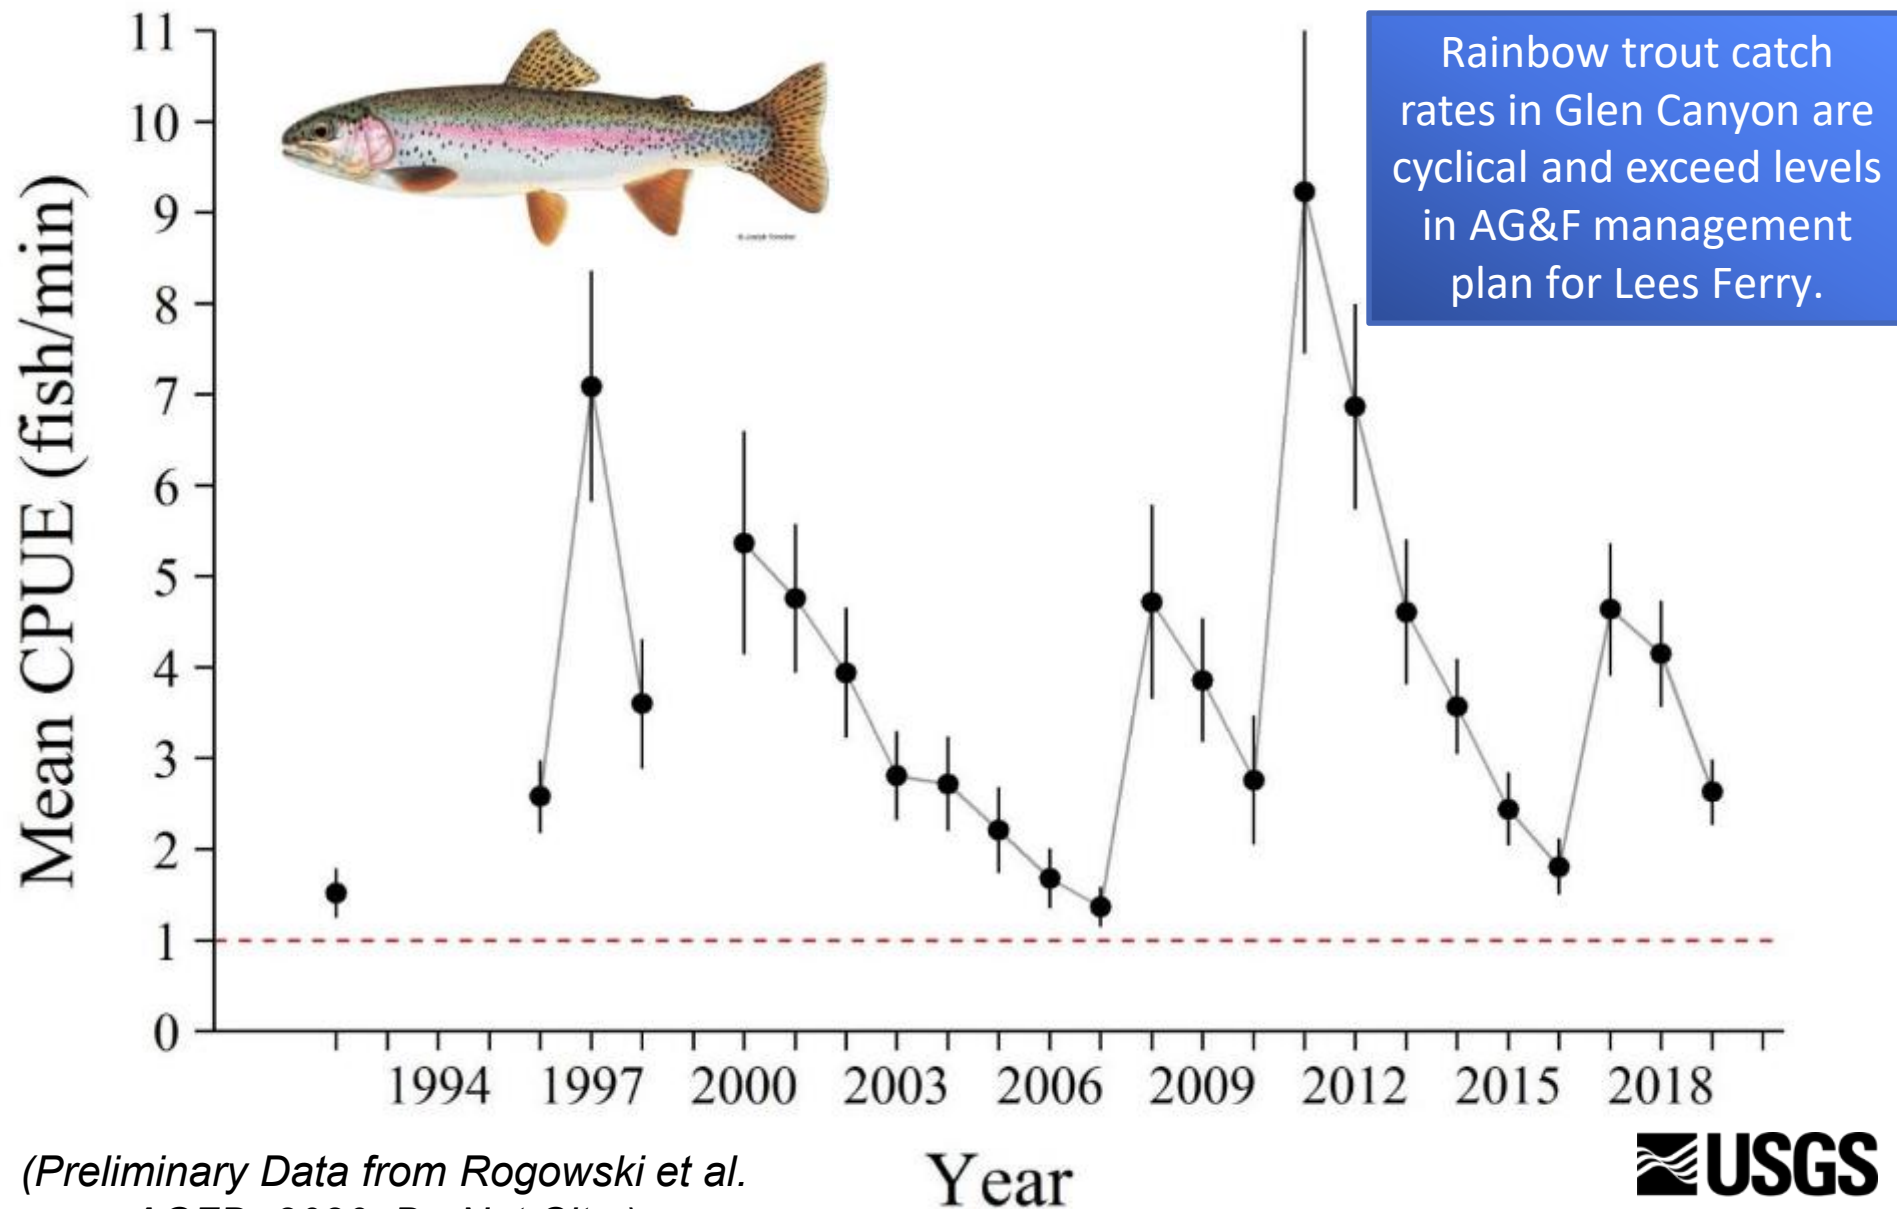 11
10
9
8
7
6
5
4
3
2
1
0
Mean CPUE (fish/min)
Rainbow trout catch
rates in Glen Canyon are
cyclical and exceed levels
in AG&F management
plan for Lees Ferry.
1994 1997 2000 2003 2006 2009 2012 2015 2018
Year
(Preliminary Data from Rogowski et al.
USGS